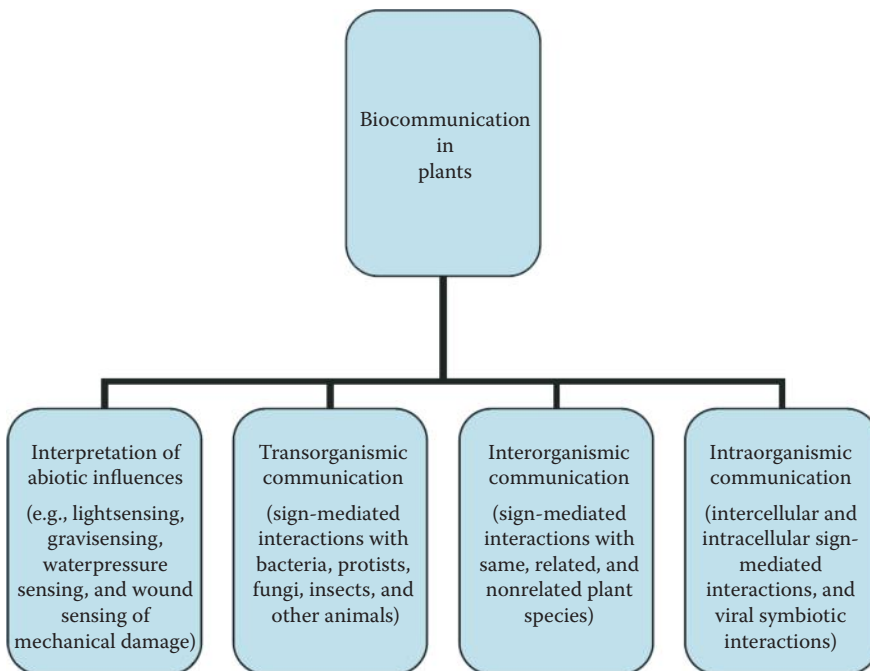 Biocommunication
in
plants
Interpretation of
abiotic influences
(e.g., lightsensing,
gravisensing,
waterpressure
sensing, and wound
sensing of
mechanical damage)
Transorganismic
communication
(sign-mediated
interactions with
bacteria, protists,
fungi, insects, and
other animals)
Interorganismic
communication
(sign-mediated
interactions with
same, related, and
nonrelated plant
species)
Intraorganismic
communication
(intercellular and
intracellular sign-
mediated
interactions, and
viral symbiotic
interactions)